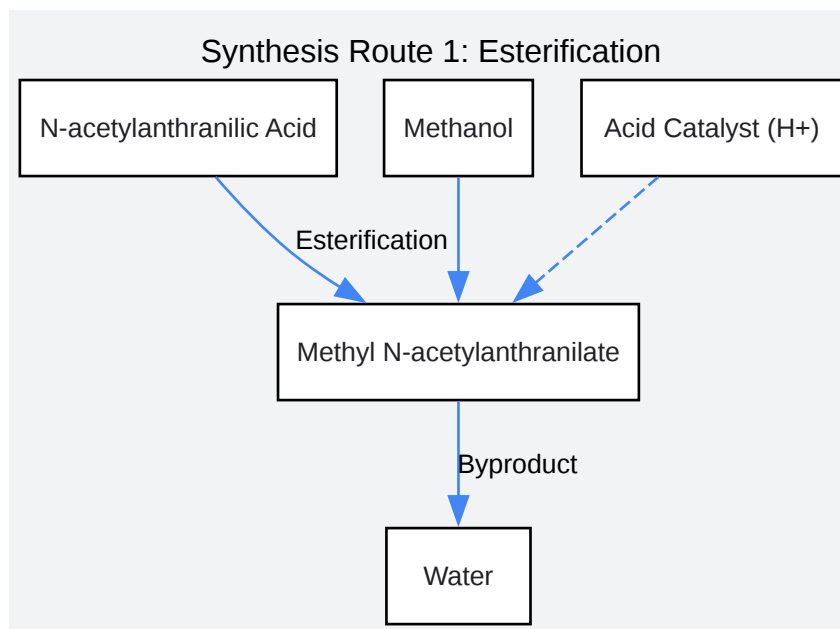 Synthesis Route 1: Esterification
N-acetylanthranilic Acid
Methanol
Acid Catalyst (H+)
Esterification
Methyl N-acetylanthranilate
Byproduct
Water